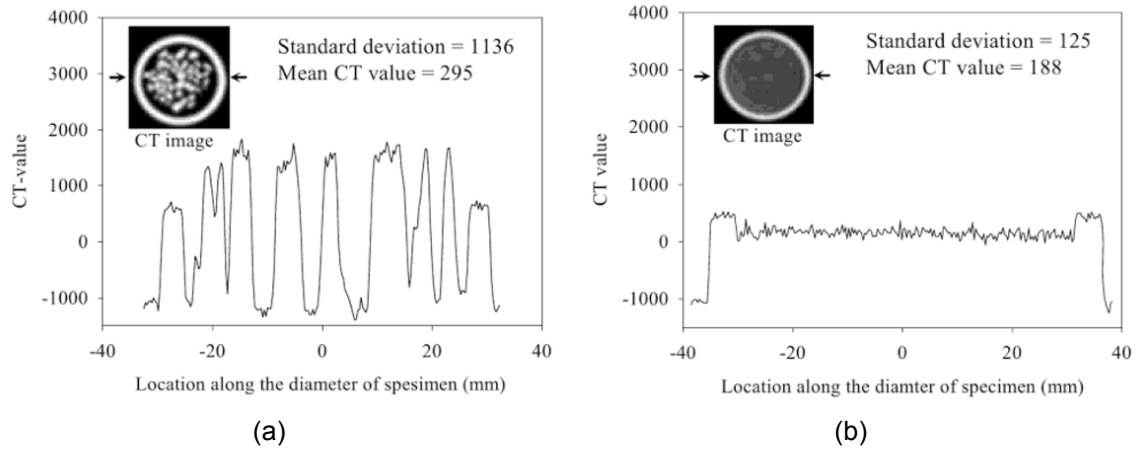 4000
3000
2000
1000
0
-1000
CT-value
Standard deviation = 1136
Mean CT value = 295
CT image
-40
-20
0
20
40
Location along the diameter of spesimen (mm)
(a)
4000
3000
2000
1000
0
-1000
CT value
Standard deviation = 125
Mean CT value = 188
CT image
-40
-20
0
20
40
Location along the diamter of specimen (mm)
(b)